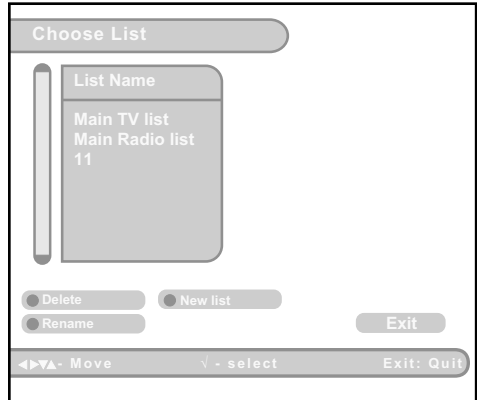 Choose List
List Name
Main TV list
Main Radio list
11
Delete
New list
Rename
Exit
◀▶▼▲- Move √ - select Exit: Quit